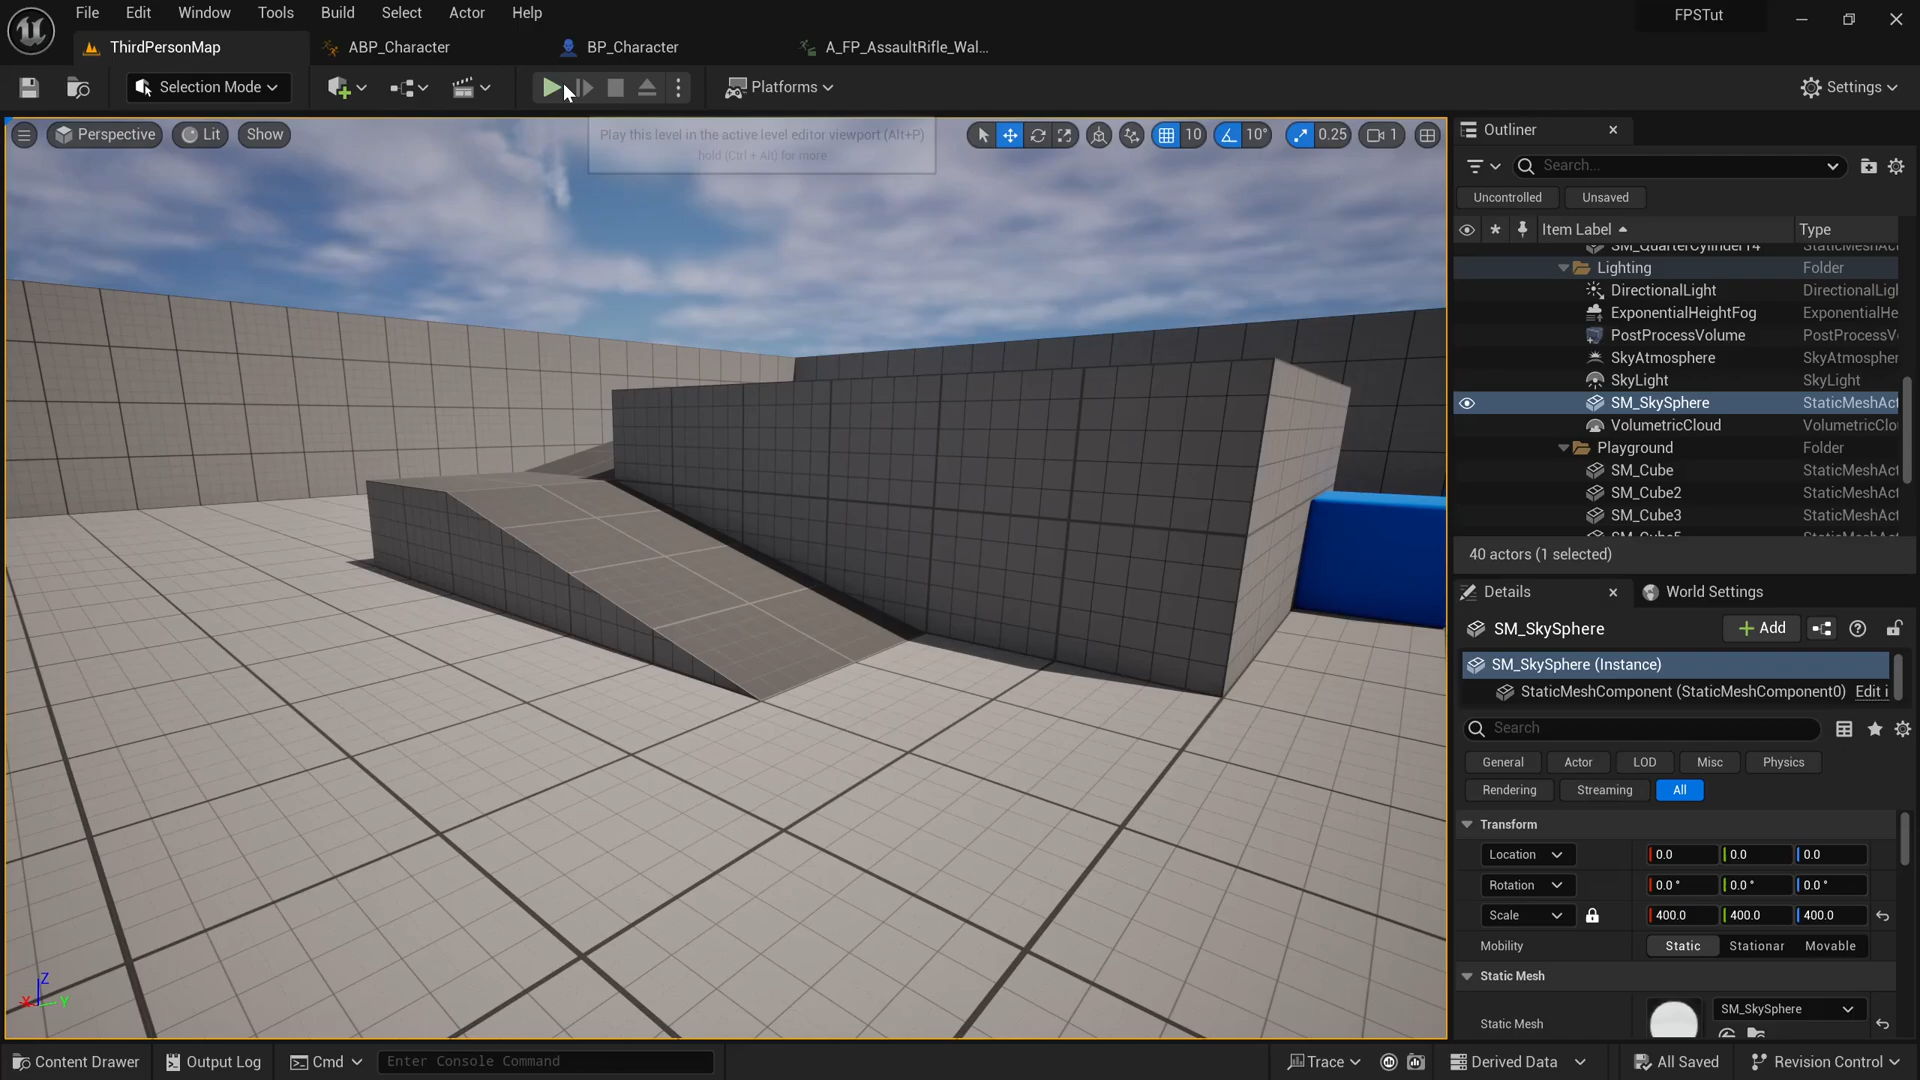 File Edit Window Tools Build Select Actor Help
FPSTut
ThirdPersonMap ABP_Character BP_Character A_FP_AssaultRifle_Wal...
Selection Mode Platforms Settings
Perspective Lit Show 10 10° 0.25 1
Play this level in the active level editor viewport (Alt+P)
hold (Ctrl + Alt) for more
Outliner
Search...
Uncontrolled Unsaved
Item Label Type
SM_QuarterCylinder14 StaticMeshAct
Lighting Folder
DirectionalLight DirectionalLigh
ExponentialHeightFog ExponentialHe
PostProcessVolume PostProcessV
SkyAtmosphere SkyAtmospher
SkyLight SkyLight
SM_SkySphere StaticMeshAct
VolumetricCloud VolumetricClo
Playground Folder
SM_Cube StaticMeshAct
SM_Cube2 StaticMeshAct
SM_Cube3 StaticMeshAct
40 actors (1 selected)
Details World Settings
SM_SkySphere Add
SM_SkySphere (Instance)
StaticMeshComponent (StaticMeshComponent0) Edit i
Search
General Actor LOD Misc Physics
Rendering Streaming All
Transform
Location 0.0 0.0 0.0
Rotation 0.0° 0.0° 0.0°
Scale 400.0 400.0 400.0
Mobility Static Stationar Movable
Static Mesh
Static Mesh SM_SkySphere
Z
X Y
Content Drawer Output Log Cmd Enter Console Command Trace Derived Data All Saved Revision Control